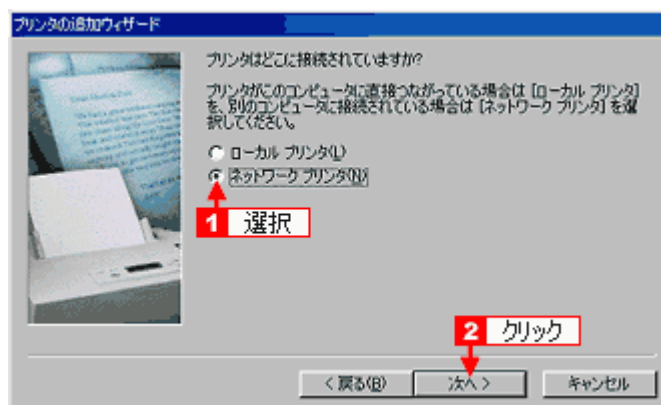 プリンタの追加ウィザード
プリンタはどこに接続されていますか?
プリンタがこのコンピュータに直接つながっている場合は [ローカル プリンタ]
を、別のコンピュータに接続されている場合は [ネットワーク プリンタ] を選
択してください。
ローカル プリンタ(L)
ネットワーク プリンタ(N)
1 選択
2 クリック
< 戻る(B)
次へ >
キャンセル